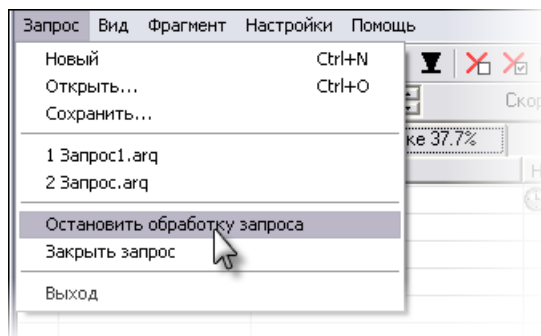 Запрос Вид Фрагмент Настройки Помощь
Новый Ctrl+N
Открыть... Ctrl+O
Сохранить...
1 Запрос1.arq
2 Запрос.arq
Остановить обработку запроса
Закрыть запрос
Выход
ке 37.7%